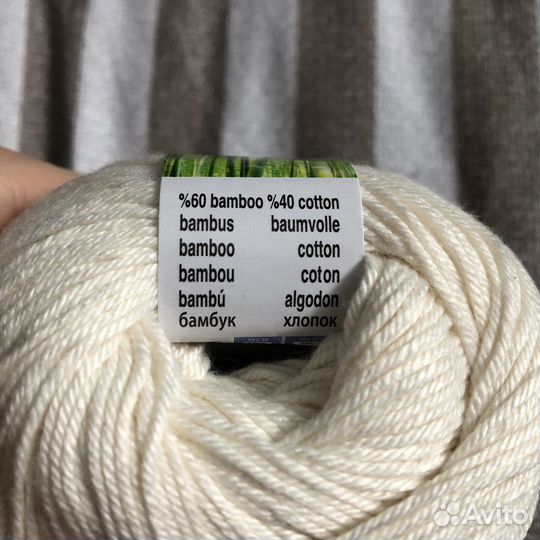 %60 bamboo %40 cotton
bambus baumvolle
bamboo cotton
bambou coton
bambú algodon
бамбук хлопок
Avito